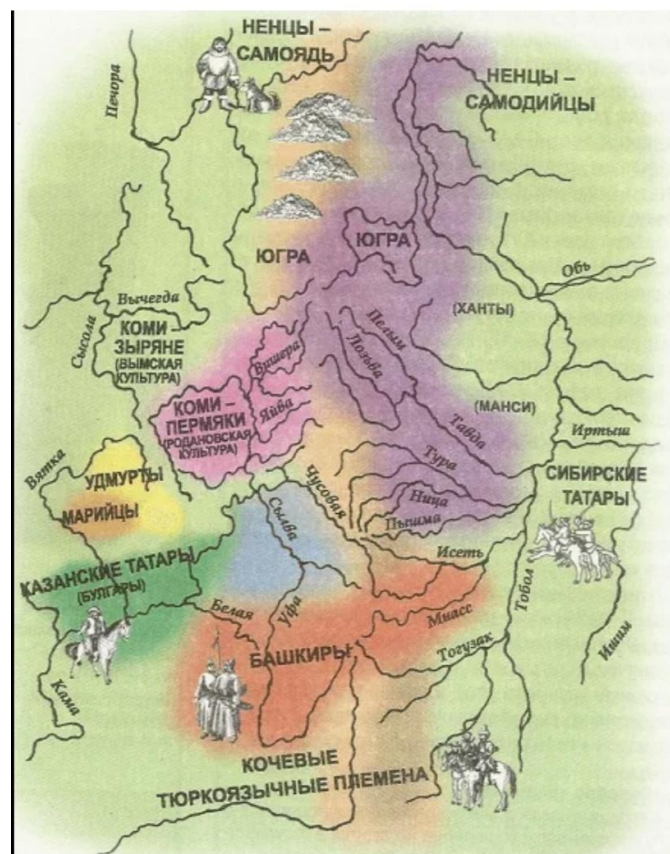 НЕНЦЫ –
САМОЯДЬ
Печора
НЕНЦЫ –
САМОДИЙЦЫ
ЮГРА
ЮГРА
Обь
Вычегда
Сысола
КОМИ –
ЗЫРЯНЕ
(ВЫМСКАЯ
КУЛЬТУРА)
(ХАНТЫ)
Пелым
Лозьва
Вишера
КОМИ –
ПЕРМЯКИ
(РОДАНОВСКАЯ
КУЛЬТУРА)
Яйва
(МАНСИ)
Тавда
Иртыш
Вятка
УДМУРТЫ
МАРИЙЦЫ
Чусовая
Сылва
Тура
Ница
Пышма
СИБИРСКИЕ
ТАТАРЫ
КАЗАНСКИЕ ТАТАРЫ
(БУЛГАРЫ)
Исеть
Тобол
Ишим
Белая
Уфа
Миасс
БАШКИРЫ
Тогузак
Кама
КОЧЕВЫЕ
ТЮРКОЯЗЫЧНЫЕ ПЛЕМЕНА